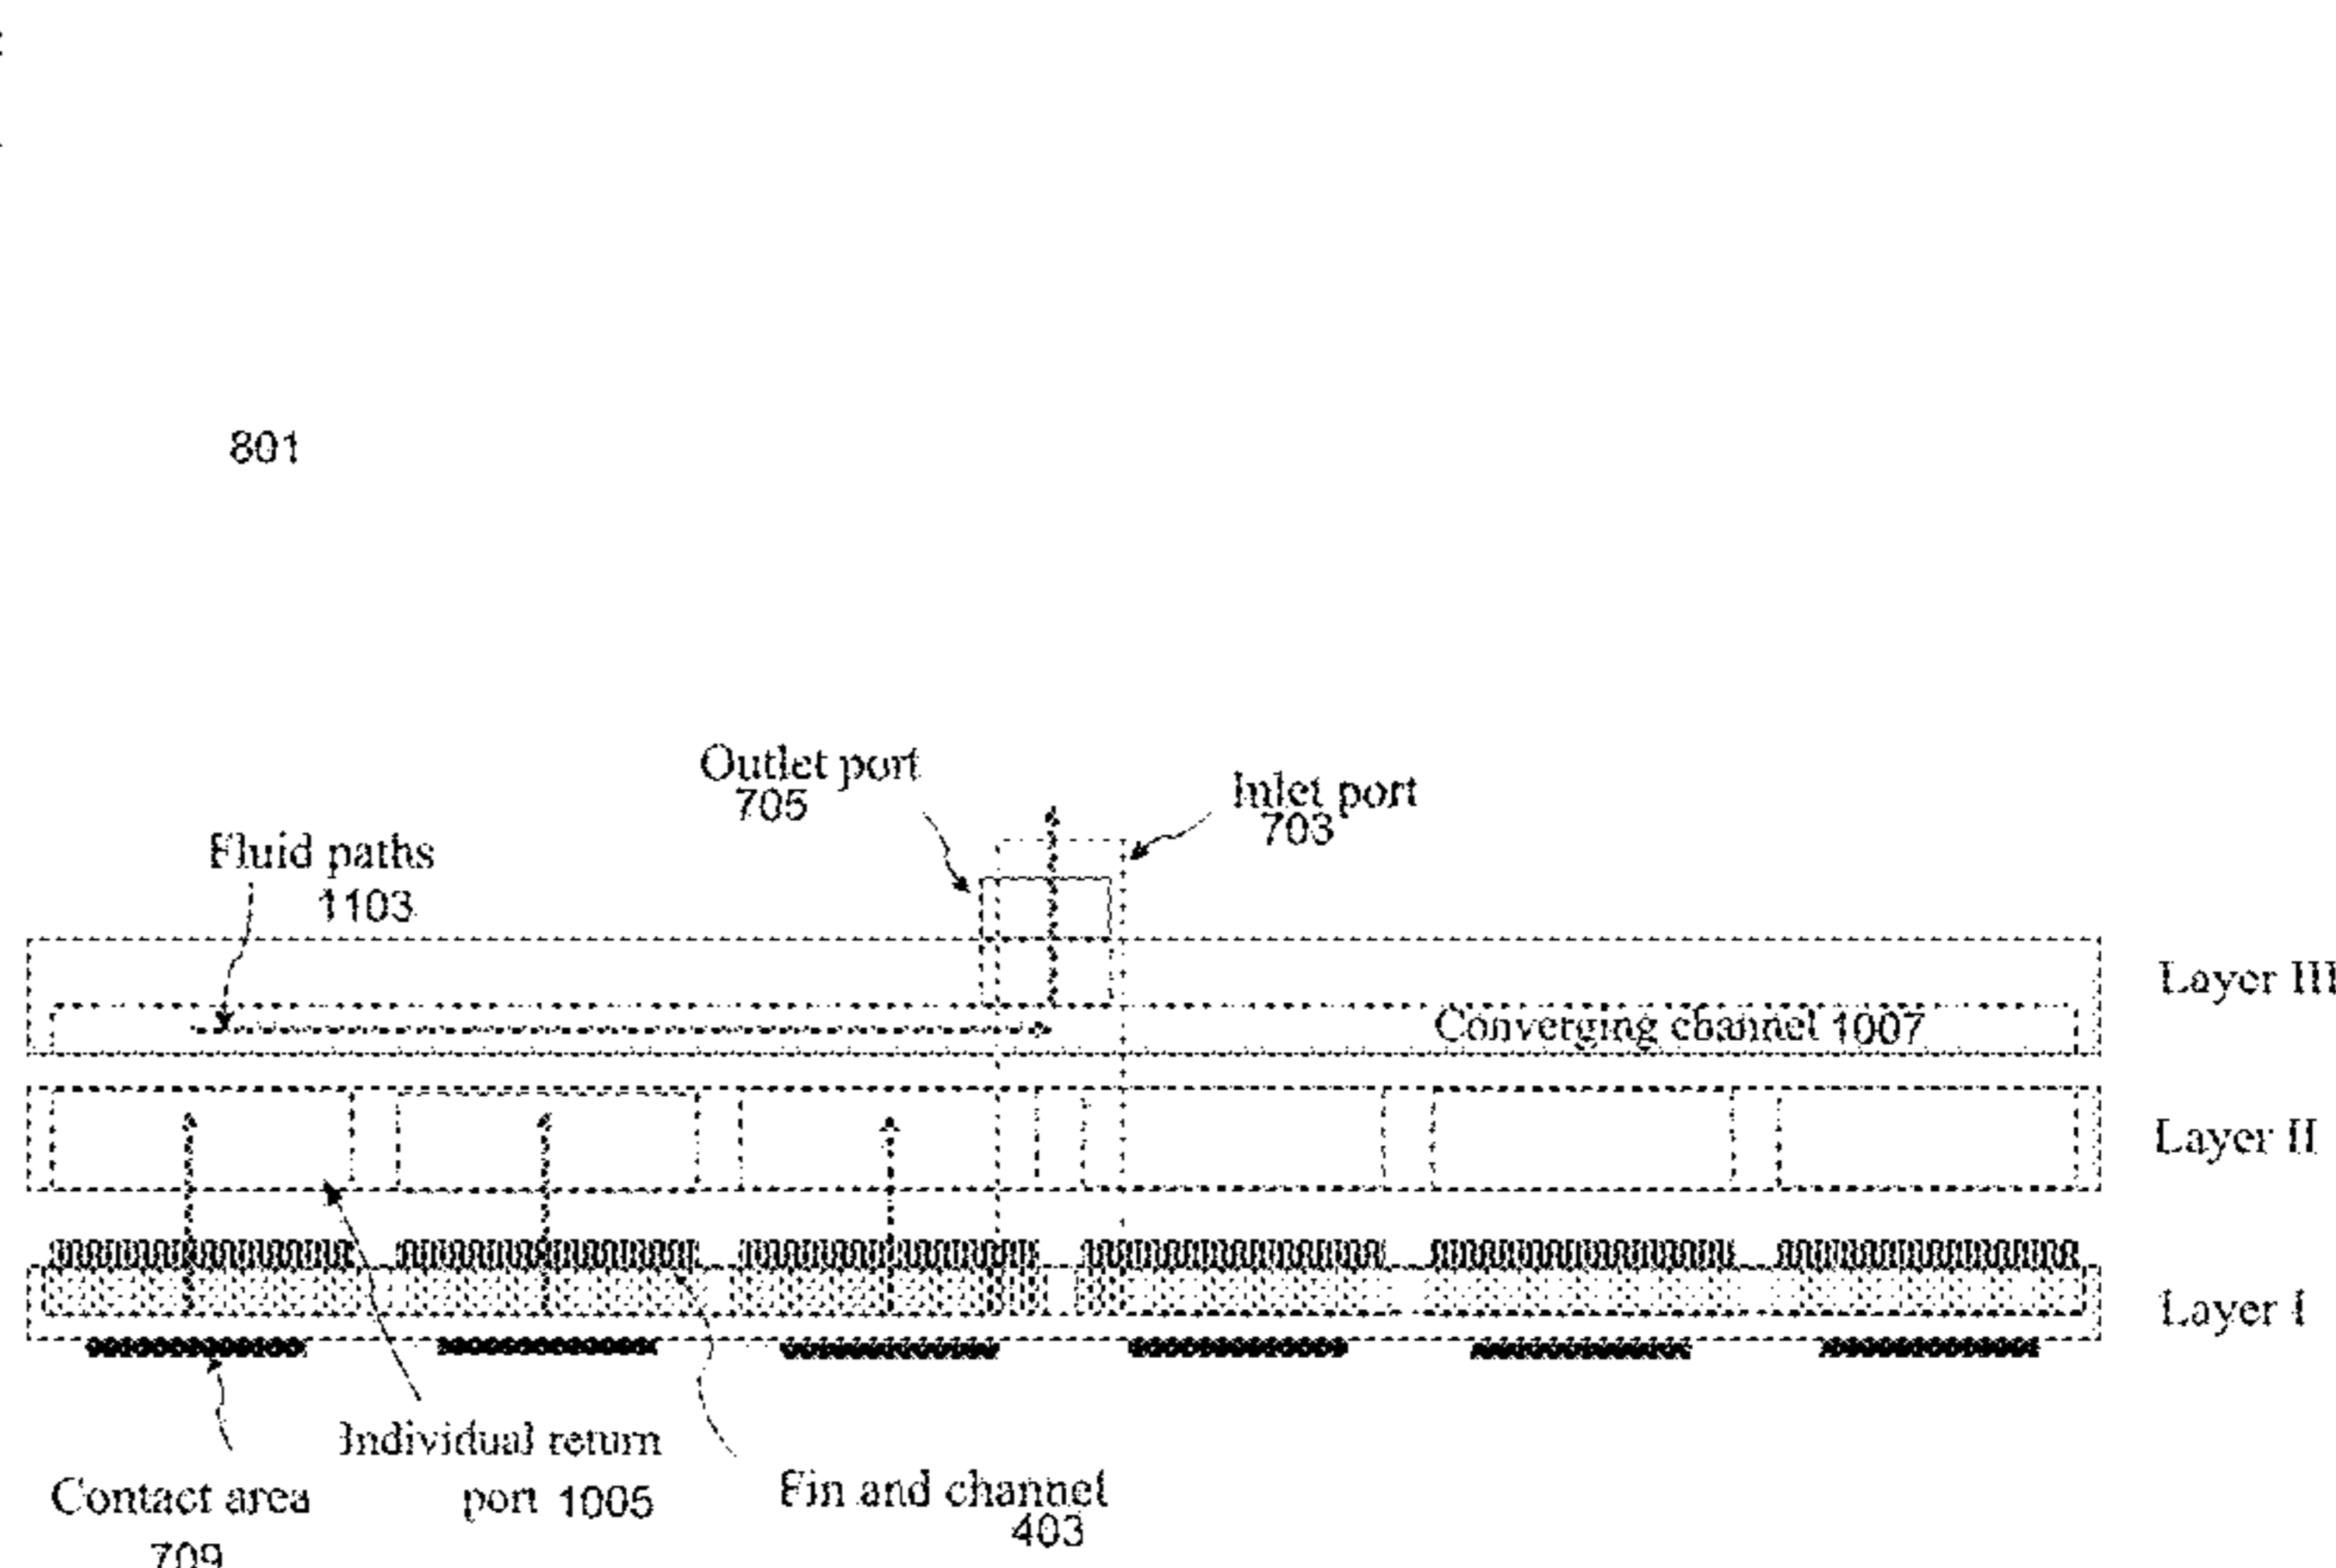 801
Outlet port
705
Inlet port
703
Fluid paths
1103
Layer III
Converging channel 1007
Layer II
Layer I
Individual return
port 1005
Fin and channel
403
Contact area
709